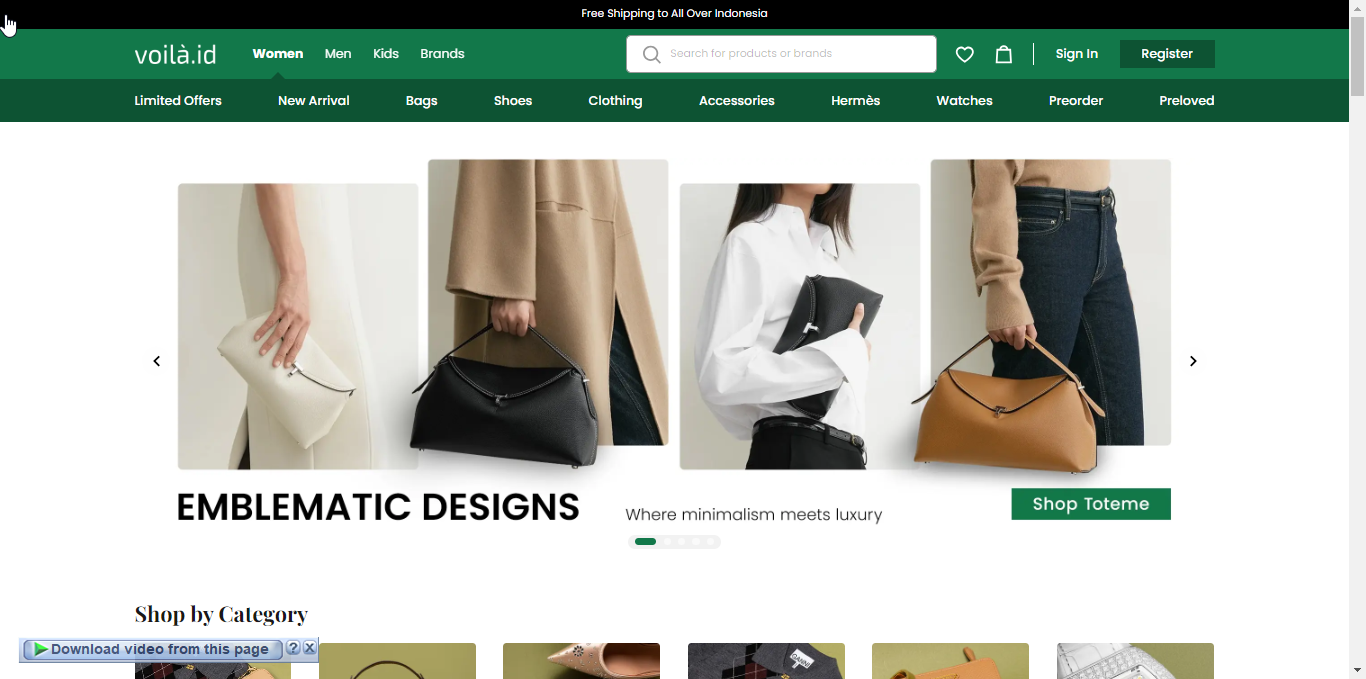 Free Shipping to All Over Indonesia
voilà.id
Women Men Kids Brands
Search for products or brands
Sign In Register
Limited Offers New Arrival Bags Shoes Clothing Accessories Hermès Watches Preorder Preloved
EMBLEMATIC DESIGNS
Where minimalism meets luxury
Shop Toteme
Shop by Category
Download video from this page ? X
GANNI